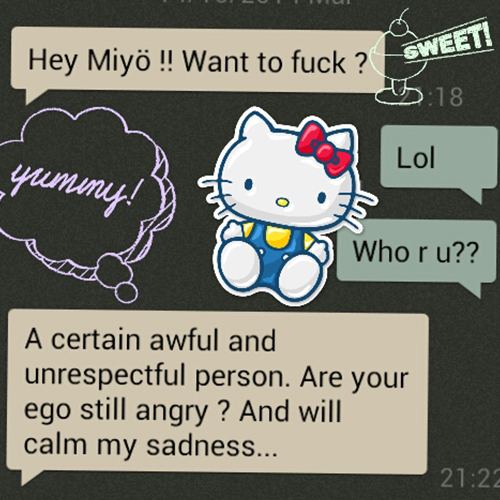 Hey Miyö !! Want to fuck ?
SWEET!
:18
Lol
yummy!
Who r u??
A certain awful and
unrespectful person. Are your
ego still angry ? And will
calm my sadness...
21:22